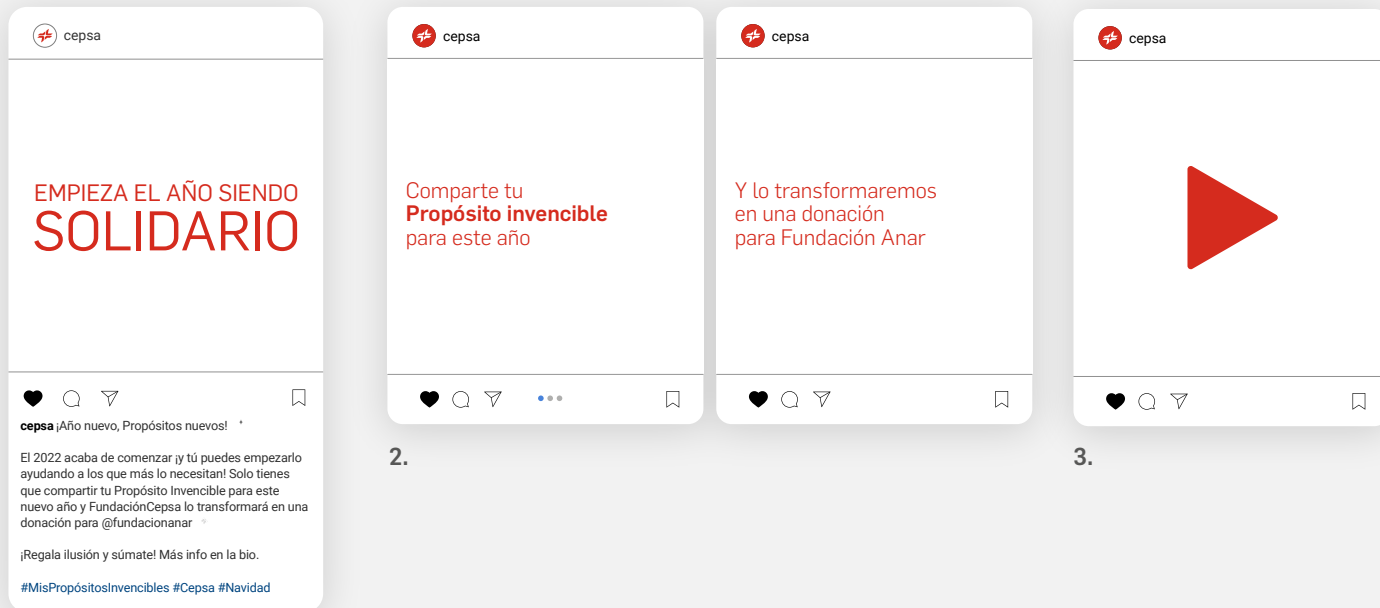 cepsa
EMPIEZA EL AÑO SIENDO
SOLIDARIO
cepsa ¡Año nuevo, Propósitos nuevos!
El 2022 acaba de comenzar ¡y tú puedes empezarlo
ayudando a los que más lo necesitan! Solo tienes
que compartir tu Propósito Invencible para este
nuevo año y FundaciónCepsa lo transformará en una
donación para @fundacionanar
¡Regala ilusión y súmate! Más info en la bio.
#MisPropósitosInvencibles #Cepsa #Navidad
cepsa
Comparte tu
Propósito invencible
para este año
cepsa
Y lo transformaremos
en una donación
para Fundación Anar
2.
cepsa
3.